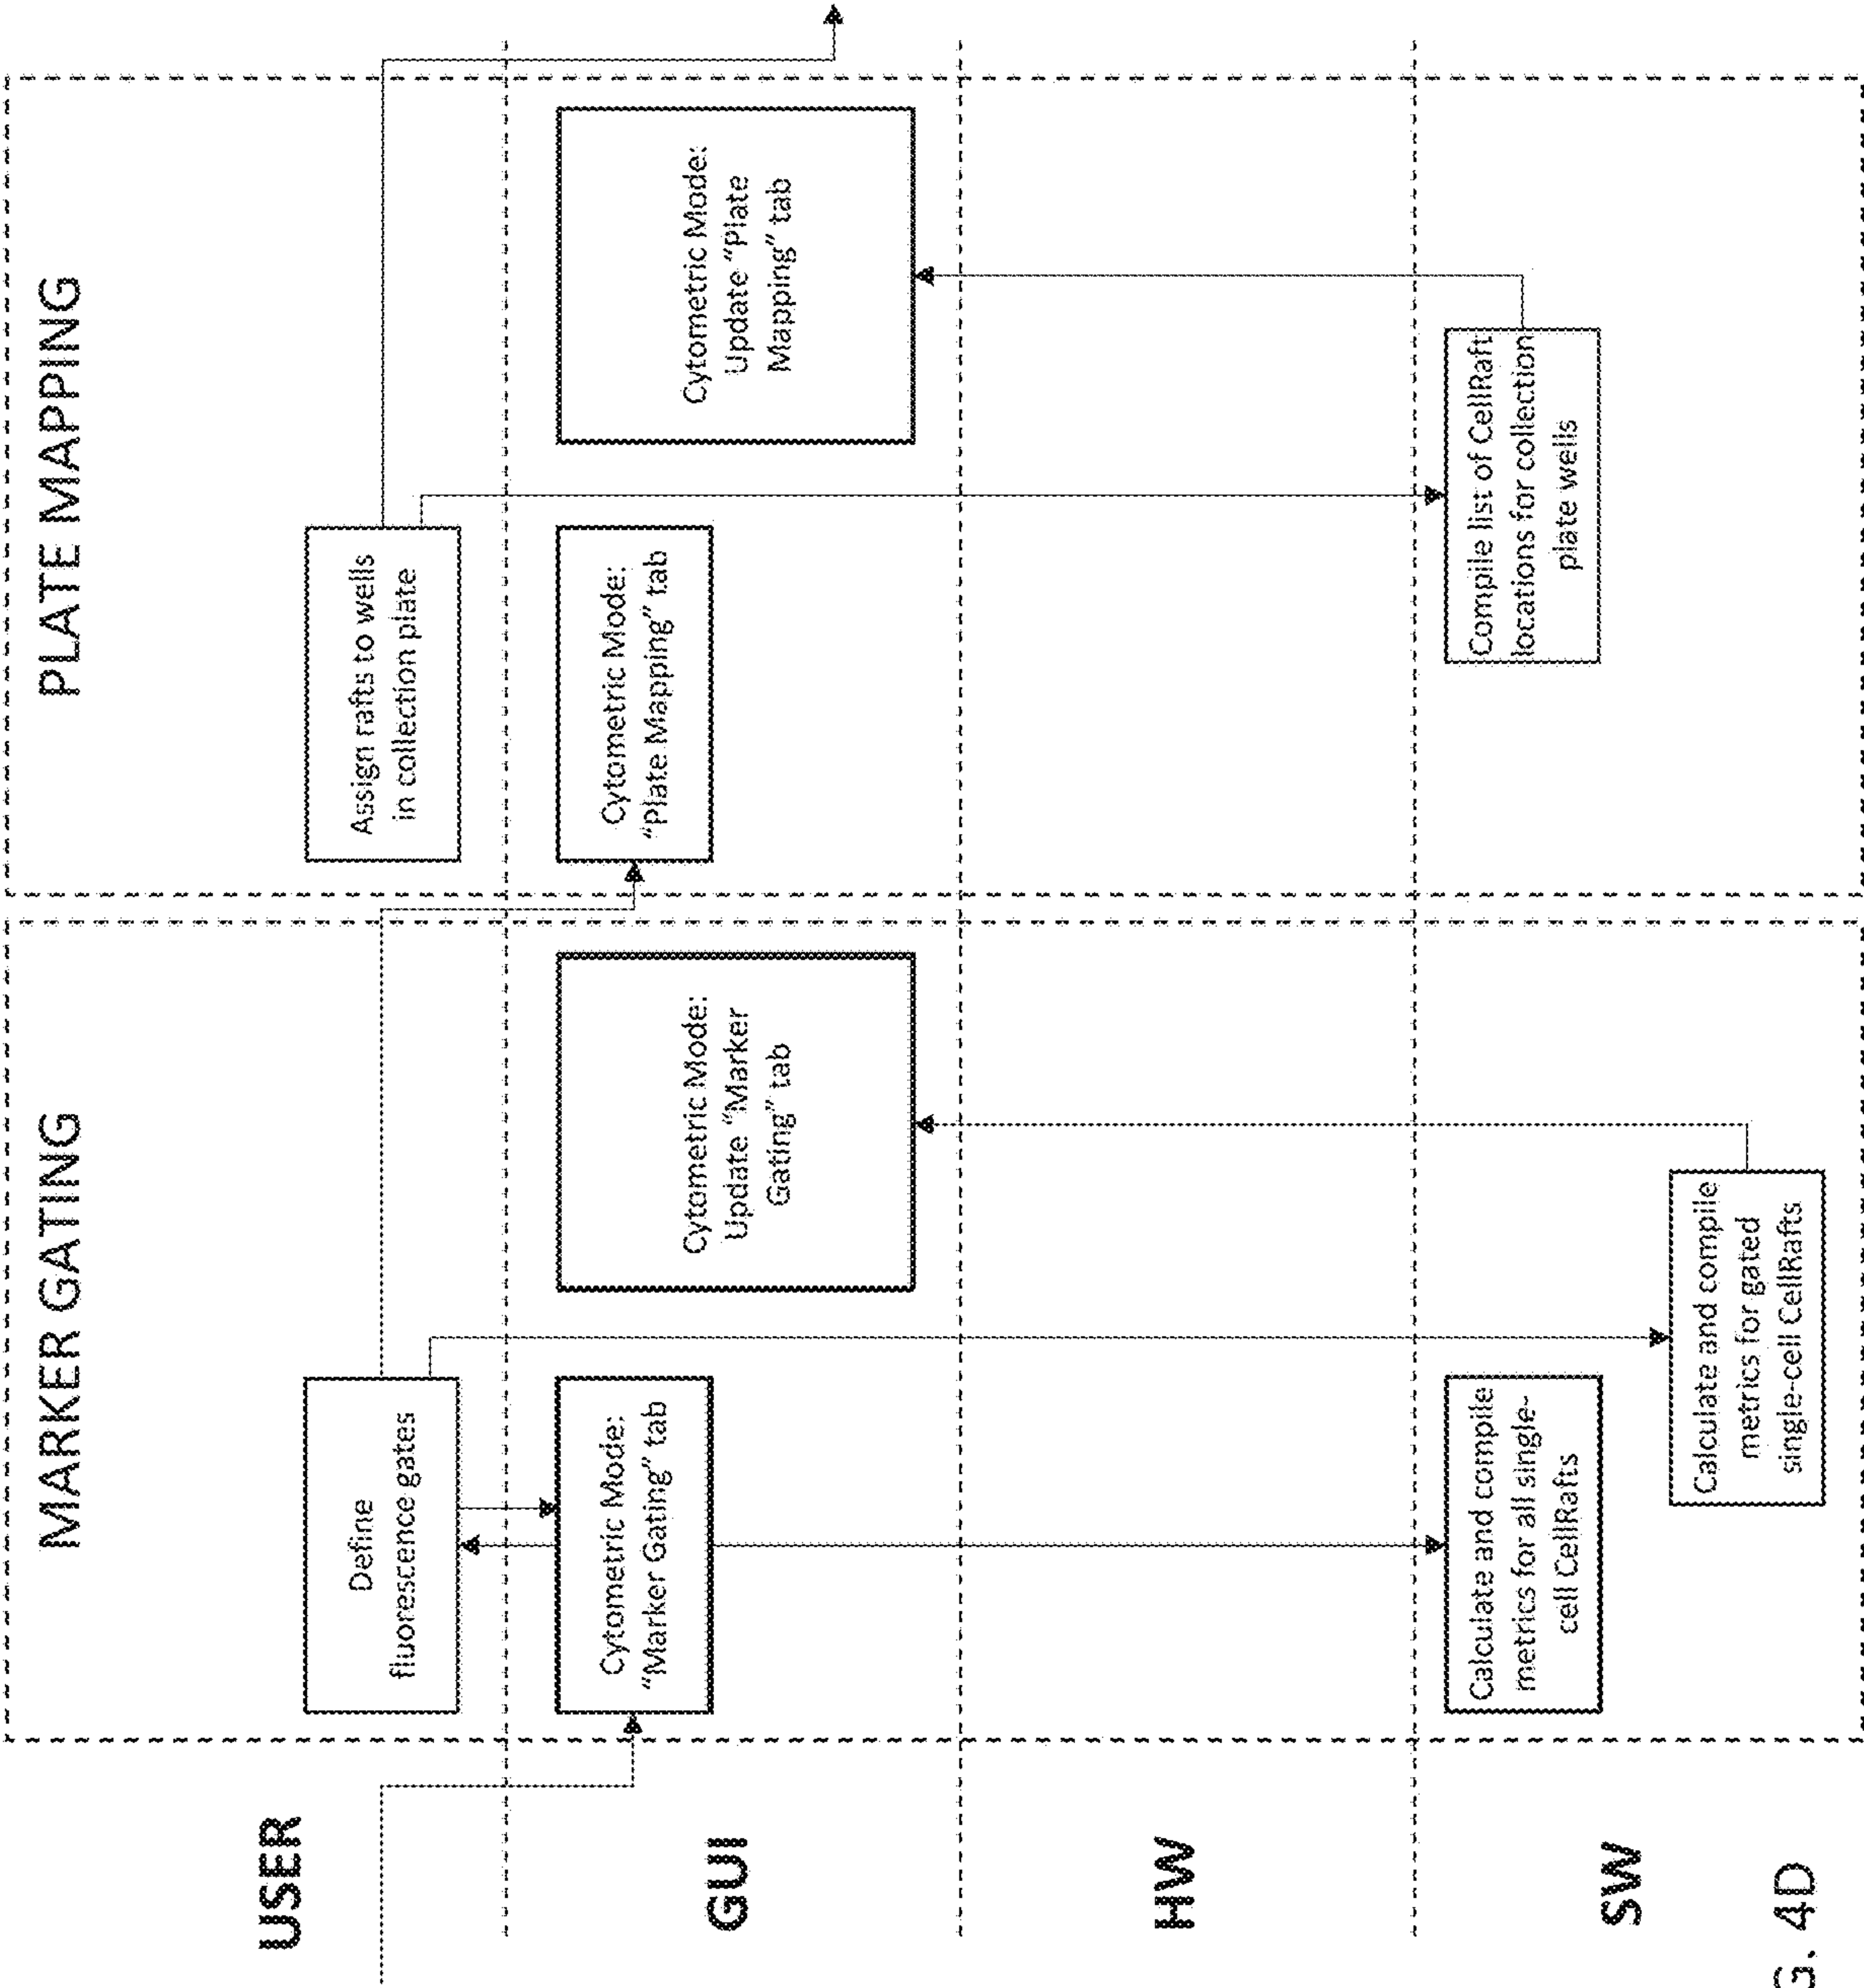 MARKER GATING
PLATE MAPPING
USER
Define
fluorescence gates
Assign rafts to wells
in collection plate
GUI
Cytometric Mode:
"Marker Gating" tab
Cytometric Mode:
Update "Marker
Gating" tab
Cytometric Mode:
"Plate Mapping" tab
Cytometric Mode:
Update "Plate
Mapping" tab
HW
SW
Calculate and compile
metrics for all single-
cell CellRafts
Calculate and compile
metrics for gated
single-cell CellRafts
Compile list of CellRaft
locations for collection
plate wells
G. 4D